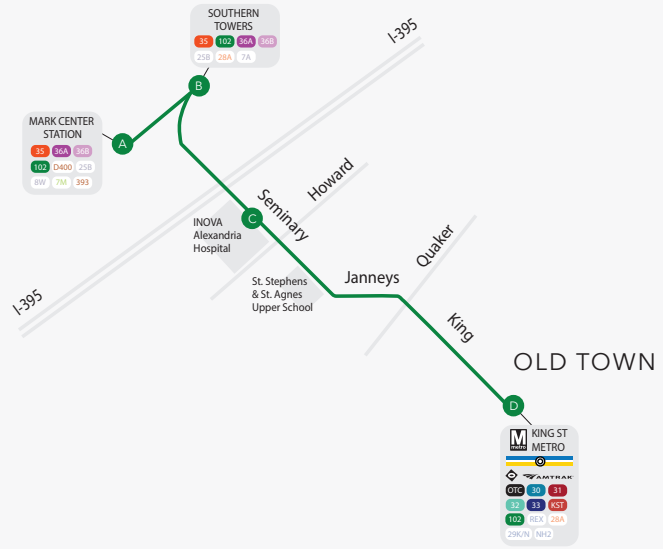 SOUTHERN
TOWERS
35 102 36A 36B
25B 28A 7A
I-395
B
MARK CENTER
STATION
35 36A 36B
102 D400 25B
8W 7M 393
A
Howard
Seminary
C
INOVA
Alexandria
Hospital
Quaker
St. Stephens
& St. Agnes
Upper School
Janneys
I-395
King
OLD TOWN
D
M
metro
KING ST
METRO
AMTRAK
OTC 30 31
32 33 KST
102 REX 28A
29K/N NH2